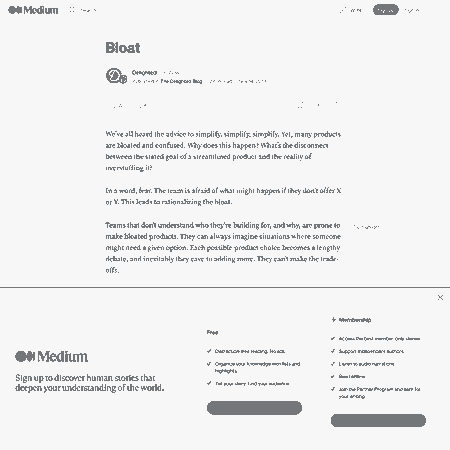 Medium
Bloat
Delighted
The Delighted Blog
We've all heard the advice to simplify, simplify, simplify. Yet, many products
are bloated and confused. Why does this happen? What's the disconnect
between the stated goal of a streamlined product and the reality of
overstuffing it?
In a word, fear. The team is afraid of what might happen if they don't offer X
or Y. This leads to rationalizing the bloat.
Teams that don't understand who they're building for, and why, are prone to
make bloated products. They can always imagine situations where someone
might need a given option. Each possible product choice becomes a lengthy
debate, and inevitably they cave to adding more. They can't make the trade-
offs.
Medium
Sign up to discover human stories that
deepen your understanding of the world.
Free
Distraction-free reading. No ads.
Organize your knowledge with lists and
highlights.
Tell your story. Find your audience.
Membership
Support independent authors
Listen to audio narrations
Read offline
Join the Partner Program and earn for
your writing